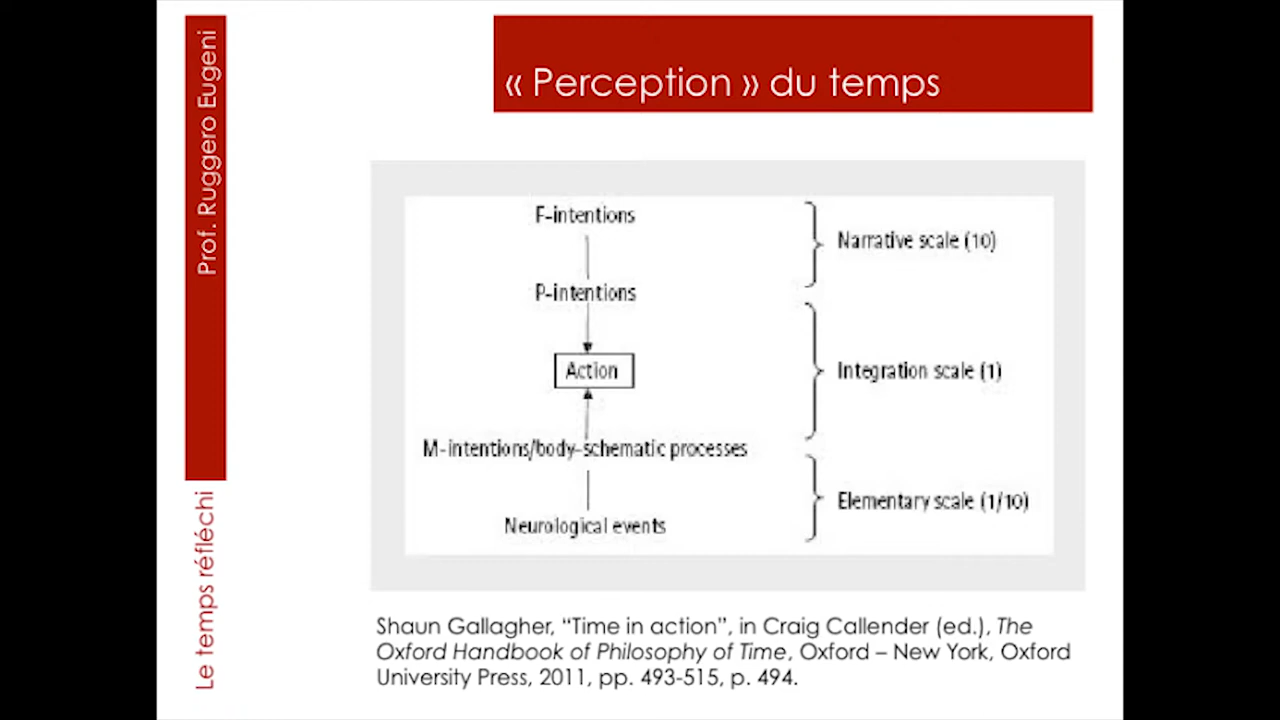 Prof. Ruggero Eugeni
Le temps réfléchi
« Perception » du temps
F-intentions
P-intentions
Action
M-intentions/body-schematic processes
Neurological events
Narrative scale (10)
Integration scale (1)
Elementary scale (1/10)
Shaun Gallagher, “Time in action”, in Craig Callender (ed.), The
Oxford Handbook of Philosophy of Time, Oxford – New York, Oxford
University Press, 2011, pp. 493-515, p. 494.